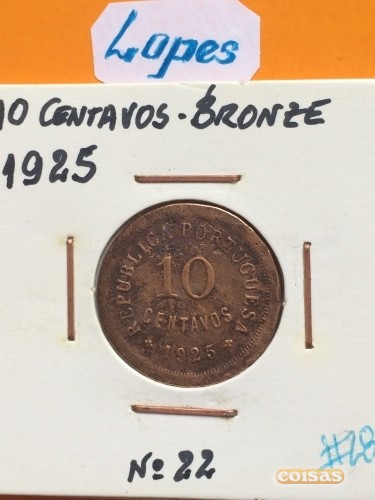 Lopes
10 CENTAVOS - BRONZE
1925
REPUBLICA PORTUGUESA
10
CENTAVOS
* 1925 *
Nº 22
#28
coisas